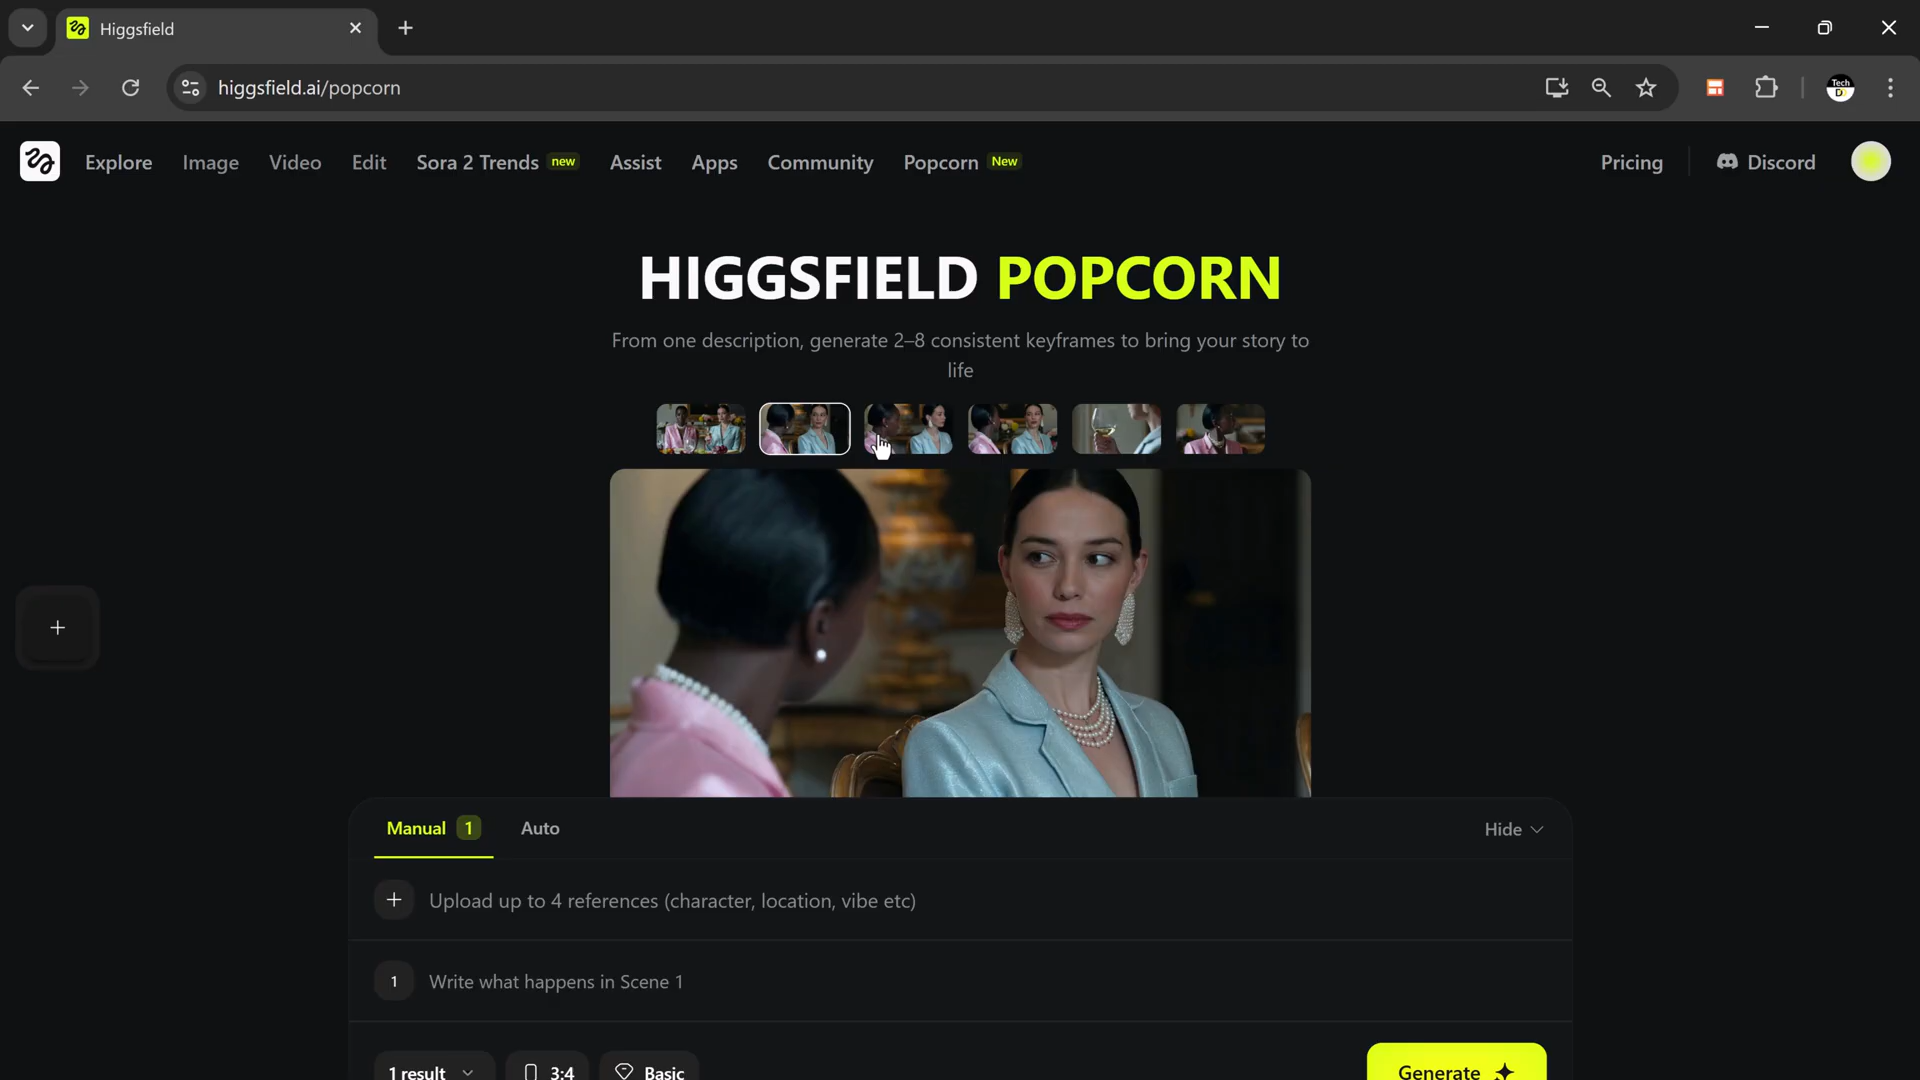 Higgsfield
higgsfield.ai/popcorn
Tech
D
Explore Image Video Edit Sora 2 Trends new Assist Apps Community Popcorn New Pricing Discord
HIGGSFIELD POPCORN
From one description, generate 2–8 consistent keyframes to bring your story to
life
Manual 1 Auto Hide
Upload up to 4 references (character, location, vibe etc)
1 Write what happens in Scene 1
1 result 3:4 Basic Generate